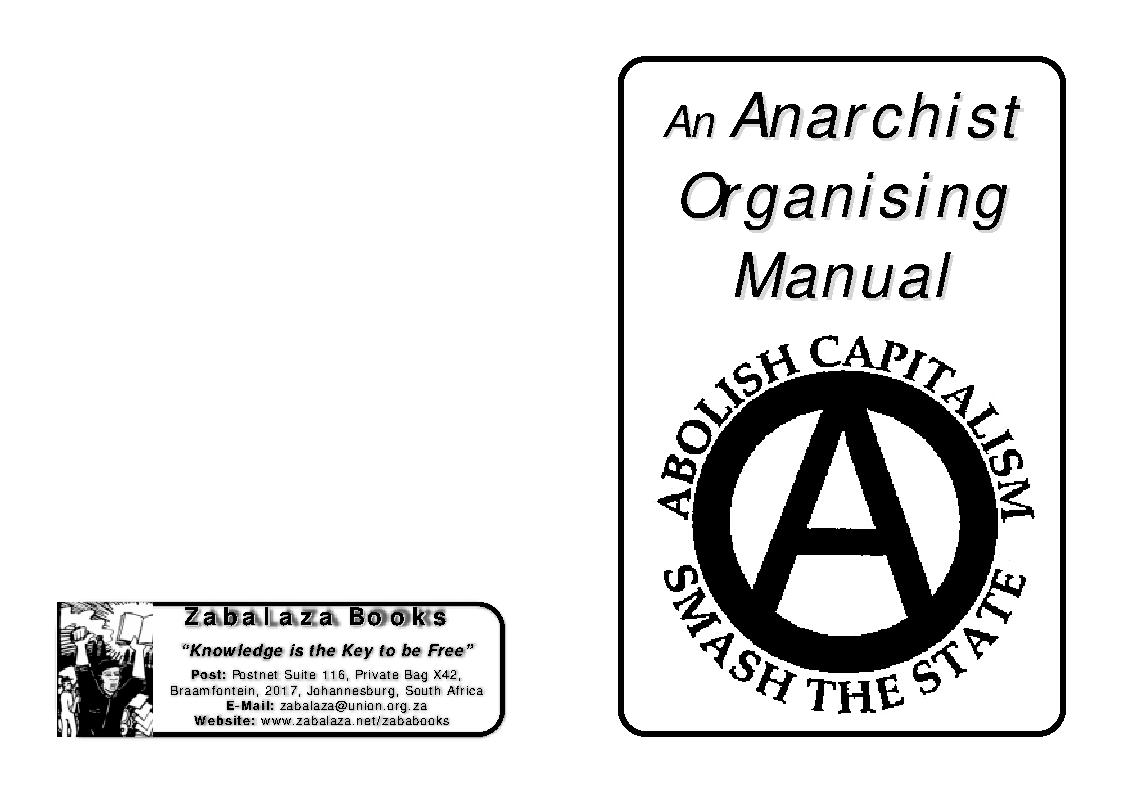 An Anarchist
Organising
Manual
ABOLISH CAPITALISM
SMASH THE STATE
Zabalaza Books
“Knowledge is the Key to be Free”
Post: Postnet Suite 116, Private Bag X42,
Braamfontein, 2017, Johannesburg, South Africa
E-Mail: zabalaza@union.org.za
Website: www.zabalaza.net/zababooks